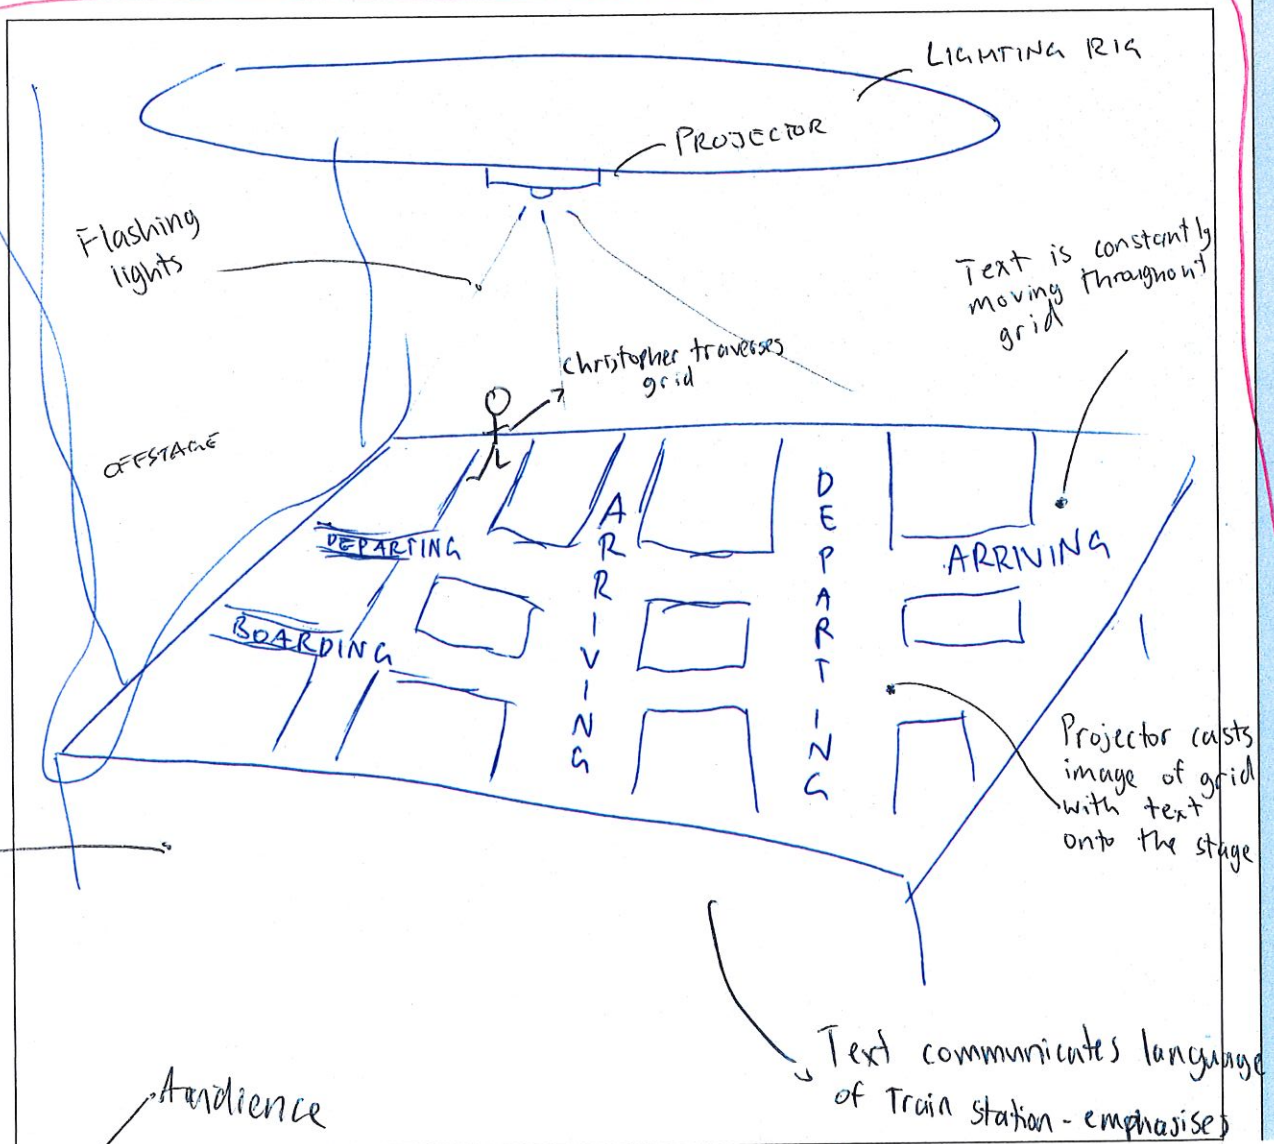 LIGHTING RIG
PROJECTOR
Flashing
lights
Text is constantly
moving throughout
grid
Christopher traverses
grid
OFFSTAGE
DEPARTING
BOARDING
ARRIVING
DEPARTING
ARRIVING
Projector casts
image of grid
with text
onto the stage
Text communicates language
of Train station - emphasises
Audience